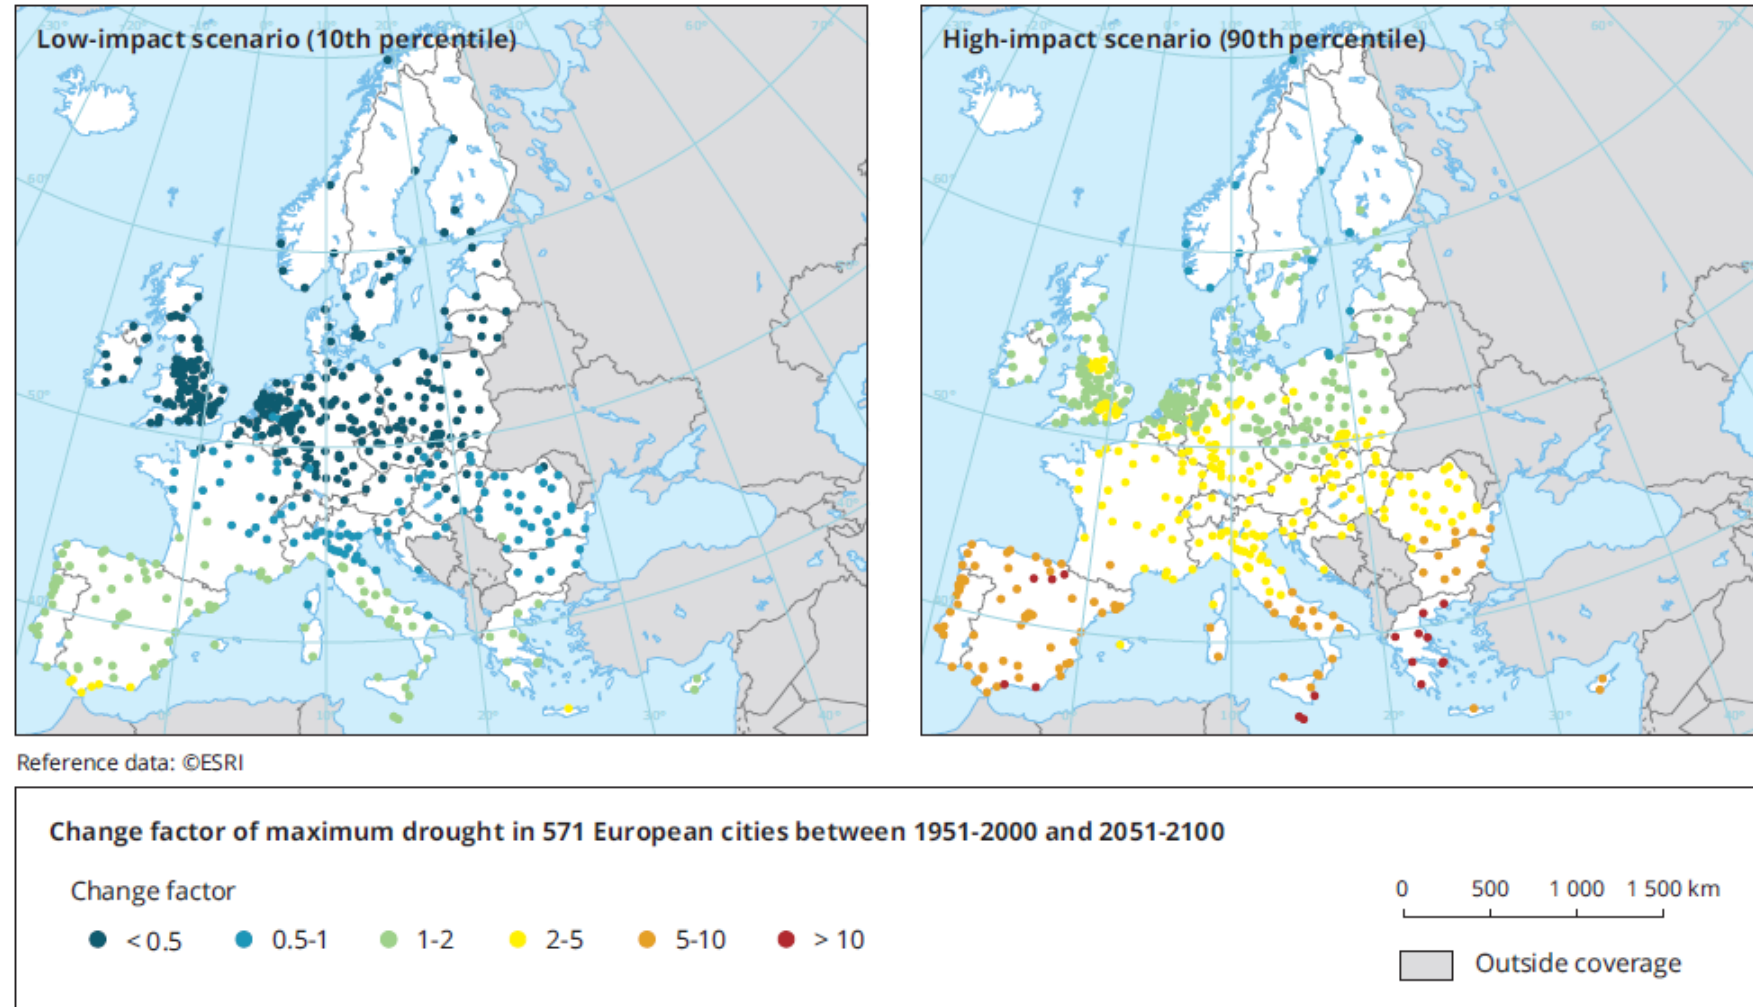 Low-impact scenario (10th percentile)
High-impact scenario (90th percentile)
Reference data: ©ESRI
Change factor of maximum drought in 571 European cities between 1951-2000 and 2051-2100
Change factor
< 0.5 0.5-1 1-2 2-5 5-10 > 10
0 500 1 000 1 500 km
Outside coverage